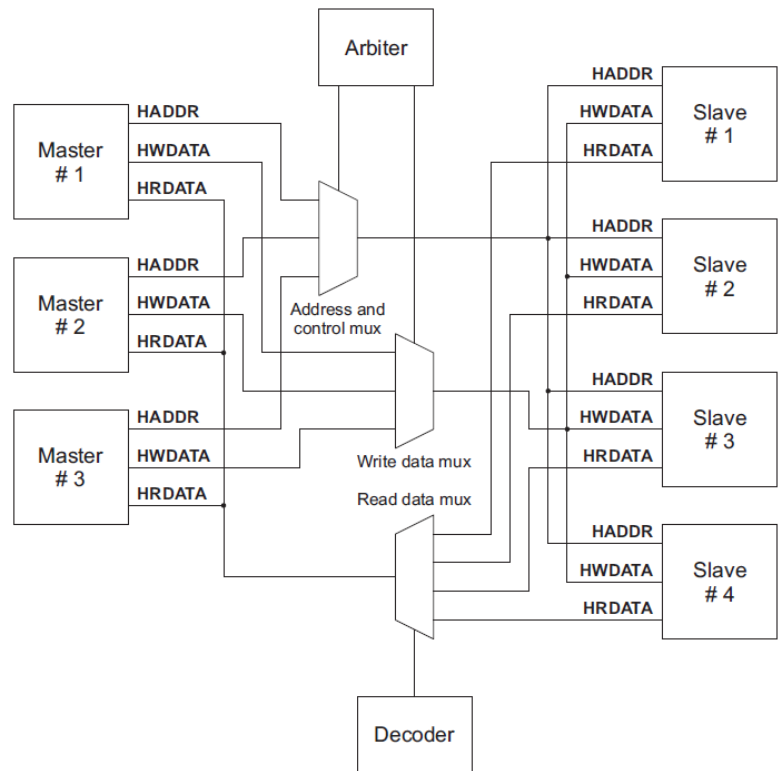 Arbiter
Master
# 1
HADDR
HWDATA
HRDATA
Master
# 2
HADDR
HWDATA
HRDATA
Master
# 3
HADDR
HWDATA
HRDATA
Address and
control mux
Write data mux
Read data mux
HADDR
HWDATA
HRDATA
Slave
# 1
HADDR
HWDATA
HRDATA
Slave
# 2
HADDR
HWDATA
HRDATA
Slave
# 3
HADDR
HWDATA
HRDATA
Slave
# 4
Decoder